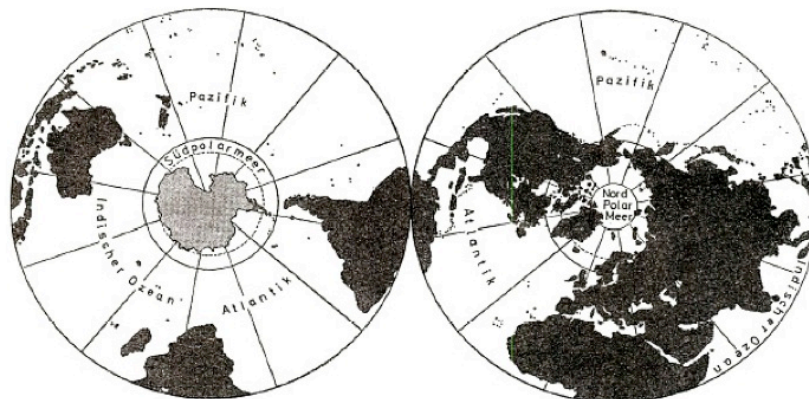 Pazifik
Südpolarmeer
Indischer Ozean
Atlantik
Pazifik
Nord
Polar
Meer
Atlantik
Indischer Ozean